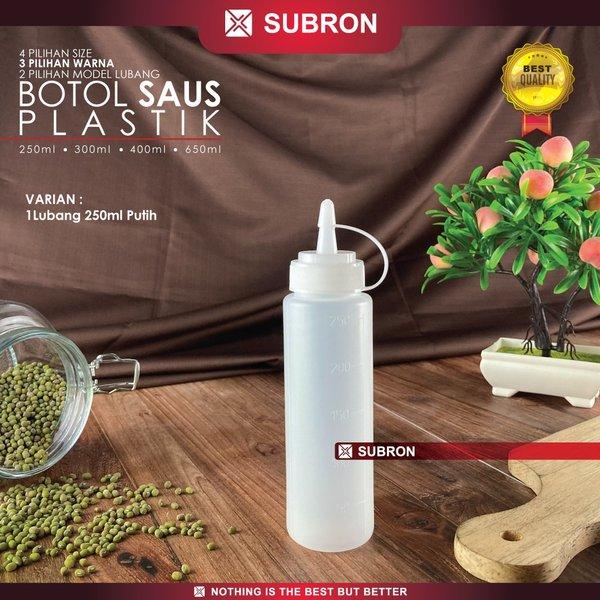 SUBRON
4 PILIHAN SIZE
3 PILIHAN WARNA
2 PILIHAN MODEL LUBANG
BOTOL SAUS
PLASTIK
250ml • 300ml • 400ml • 650ml
BEST
QUALITY
VARIAN :
1Lubang 250ml Putih
250
200
150
SUBRON
NOTHING IS THE BEST BUT BETTER